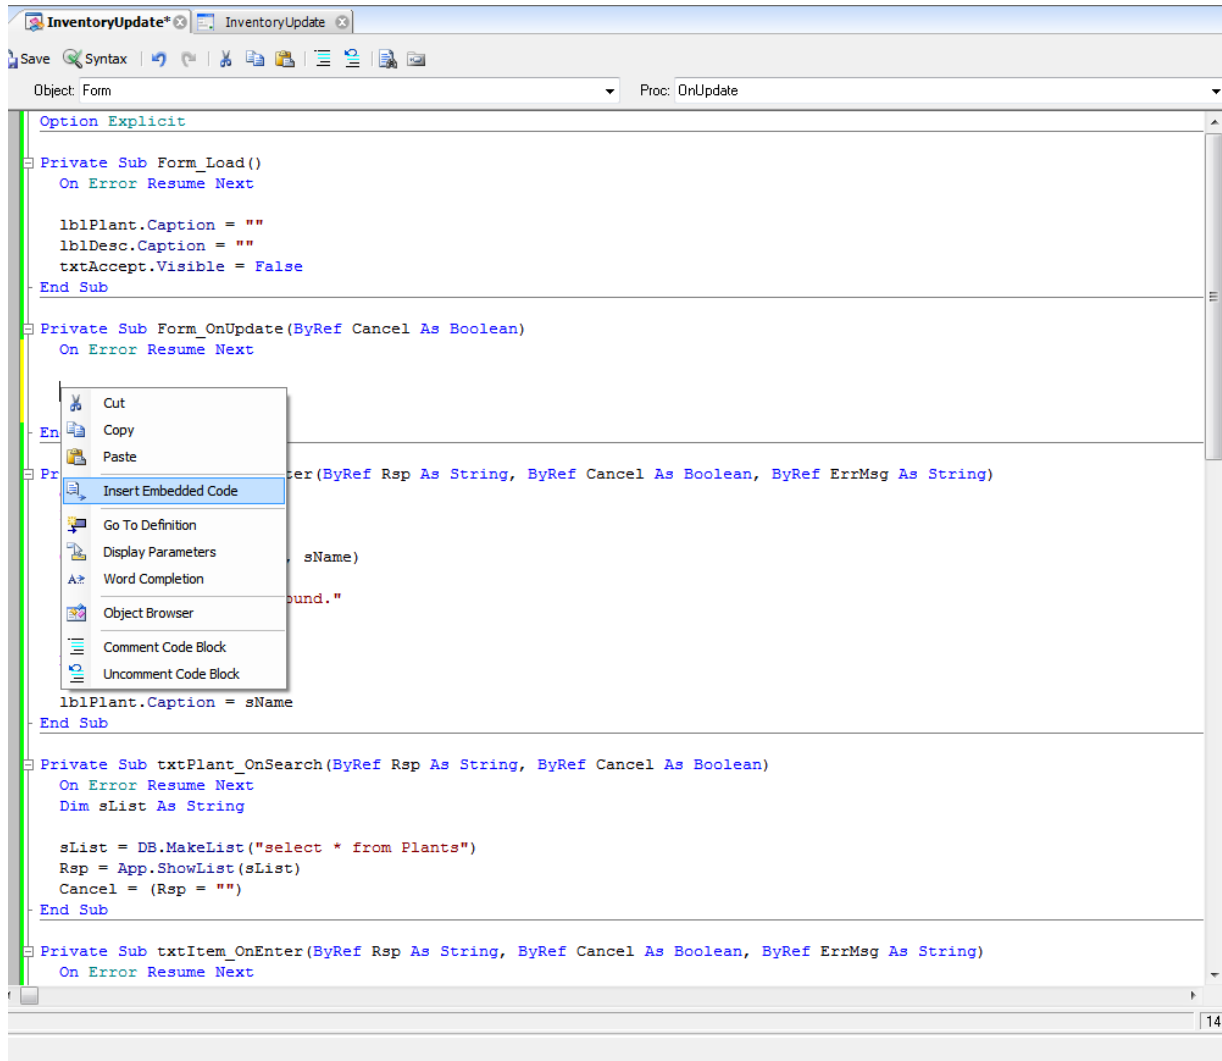 InventoryUpdate* InventoryUpdate
Save Syntax
Object: Form Proc: OnUpdate
Option Explicit
Private Sub Form_Load()
On Error Resume Next
lblPlant.Caption = ""
lblDesc.Caption = ""
txtAccept.Visible = False
End Sub
Private Sub Form_OnUpdate(ByRef Cancel As Boolean)
On Error Resume Next
Cut
En
Copy
Paste
Pr ter(ByRef Rsp As String, ByRef Cancel As Boolean, ByRef ErrMsg As String)
Insert Embedded Code
Go To Definition
Display Parameters
, sName)
Word Completion
ound."
Object Browser
Comment Code Block
Uncomment Code Block
lblPlant.Caption = sName
End Sub
Private Sub txtPlant_OnSearch(ByRef Rsp As String, ByRef Cancel As Boolean)
On Error Resume Next
Dim sList As String
sList = DB.MakeList("select * from Plants")
Rsp = App.ShowList(sList)
Cancel = (Rsp = "")
End Sub
Private Sub txtItem_OnEnter(ByRef Rsp As String, ByRef Cancel As Boolean, ByRef ErrMsg As String)
On Error Resume Next
14